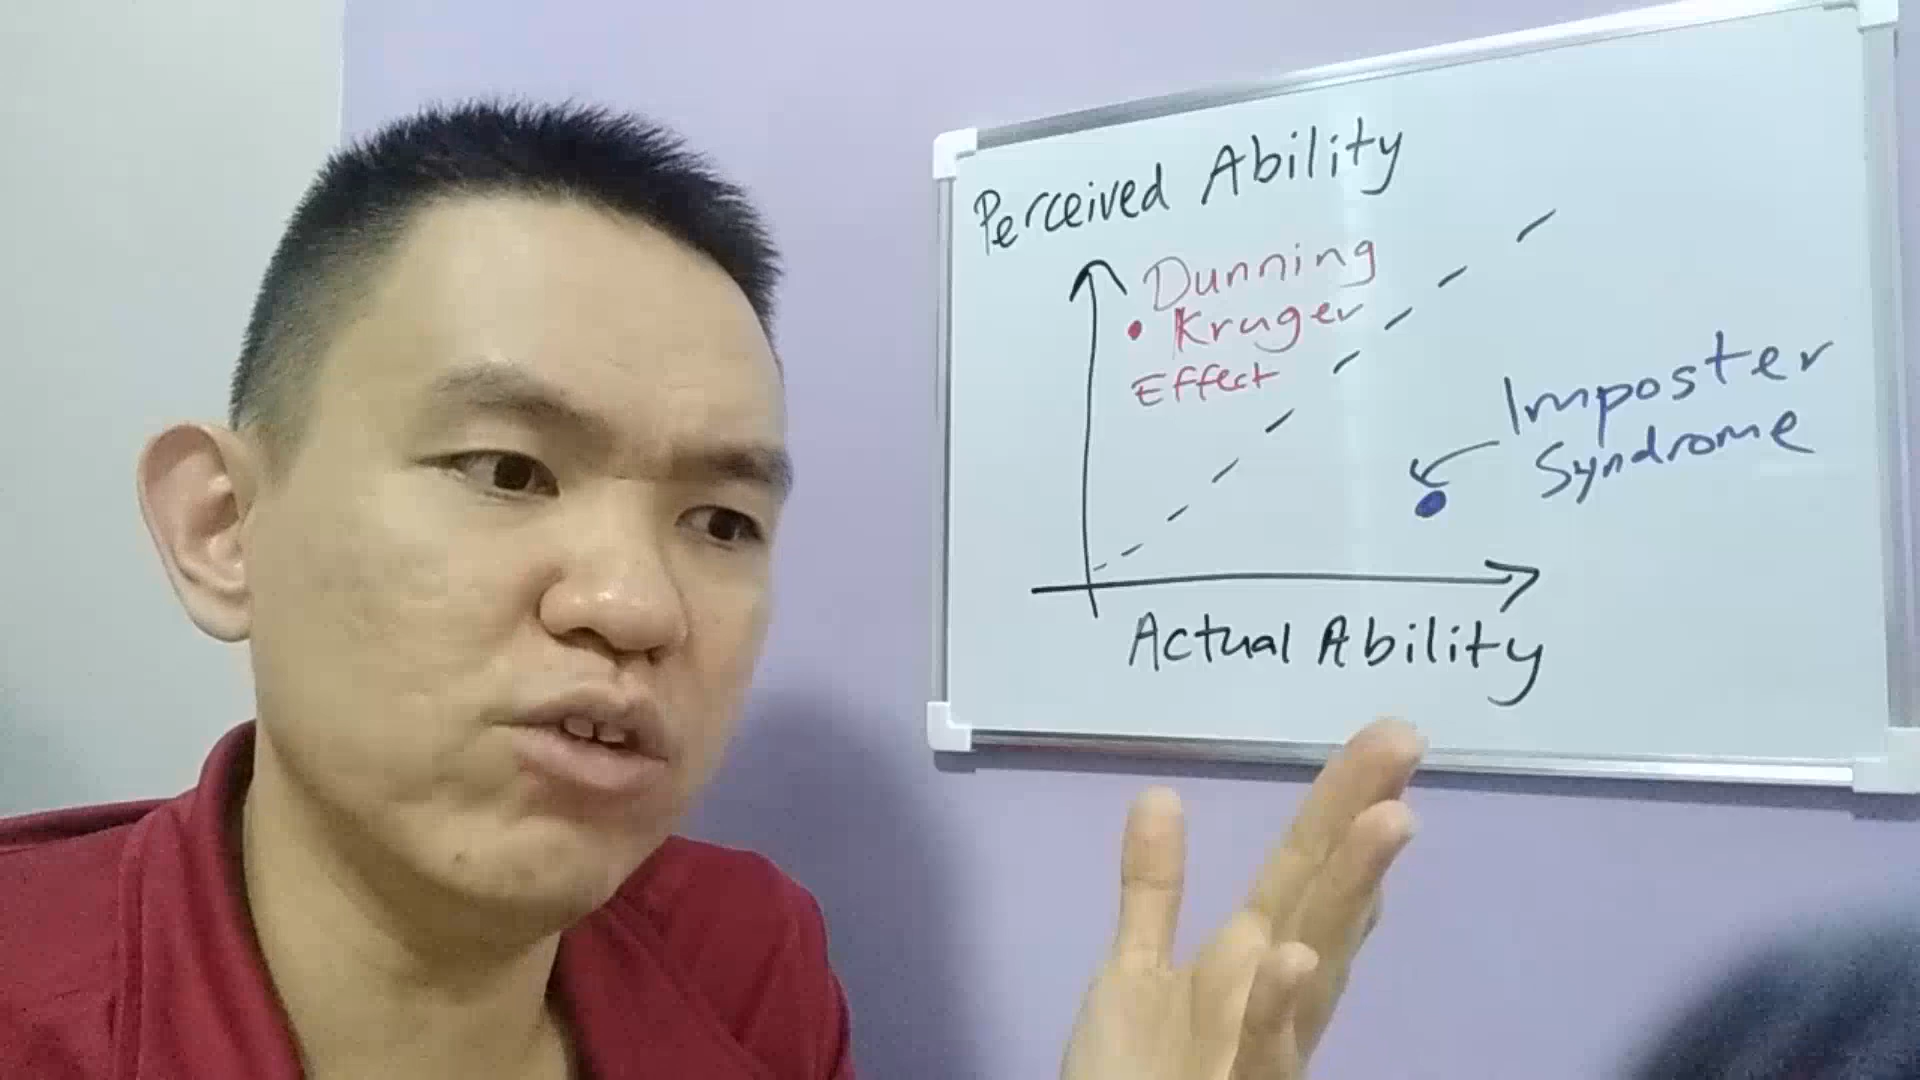 Perceived Ability
Dunning
Kruger
Effect
Imposter
Syndrome
Actual Ability